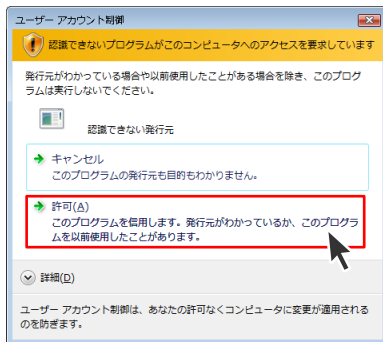 ユーザー アカウント制御
認識できないプログラムがこのコンピュータへのアクセスを要求しています
発行元がわかっている場合や以前使用したことがある場合を除き、このプログ
ラムは実行しないでください。
認識できない発行元
キャンセル
このプログラムの発行元も目的もわかりません。
許可(A)
このプログラムを信用します。発行元がわかっているか、このプログラ
ムを以前使用したことがあります。
詳細(D)
ユーザー アカウント制御は、あなたの許可なくコンピュータに変更が適用される
のを防ぎます。